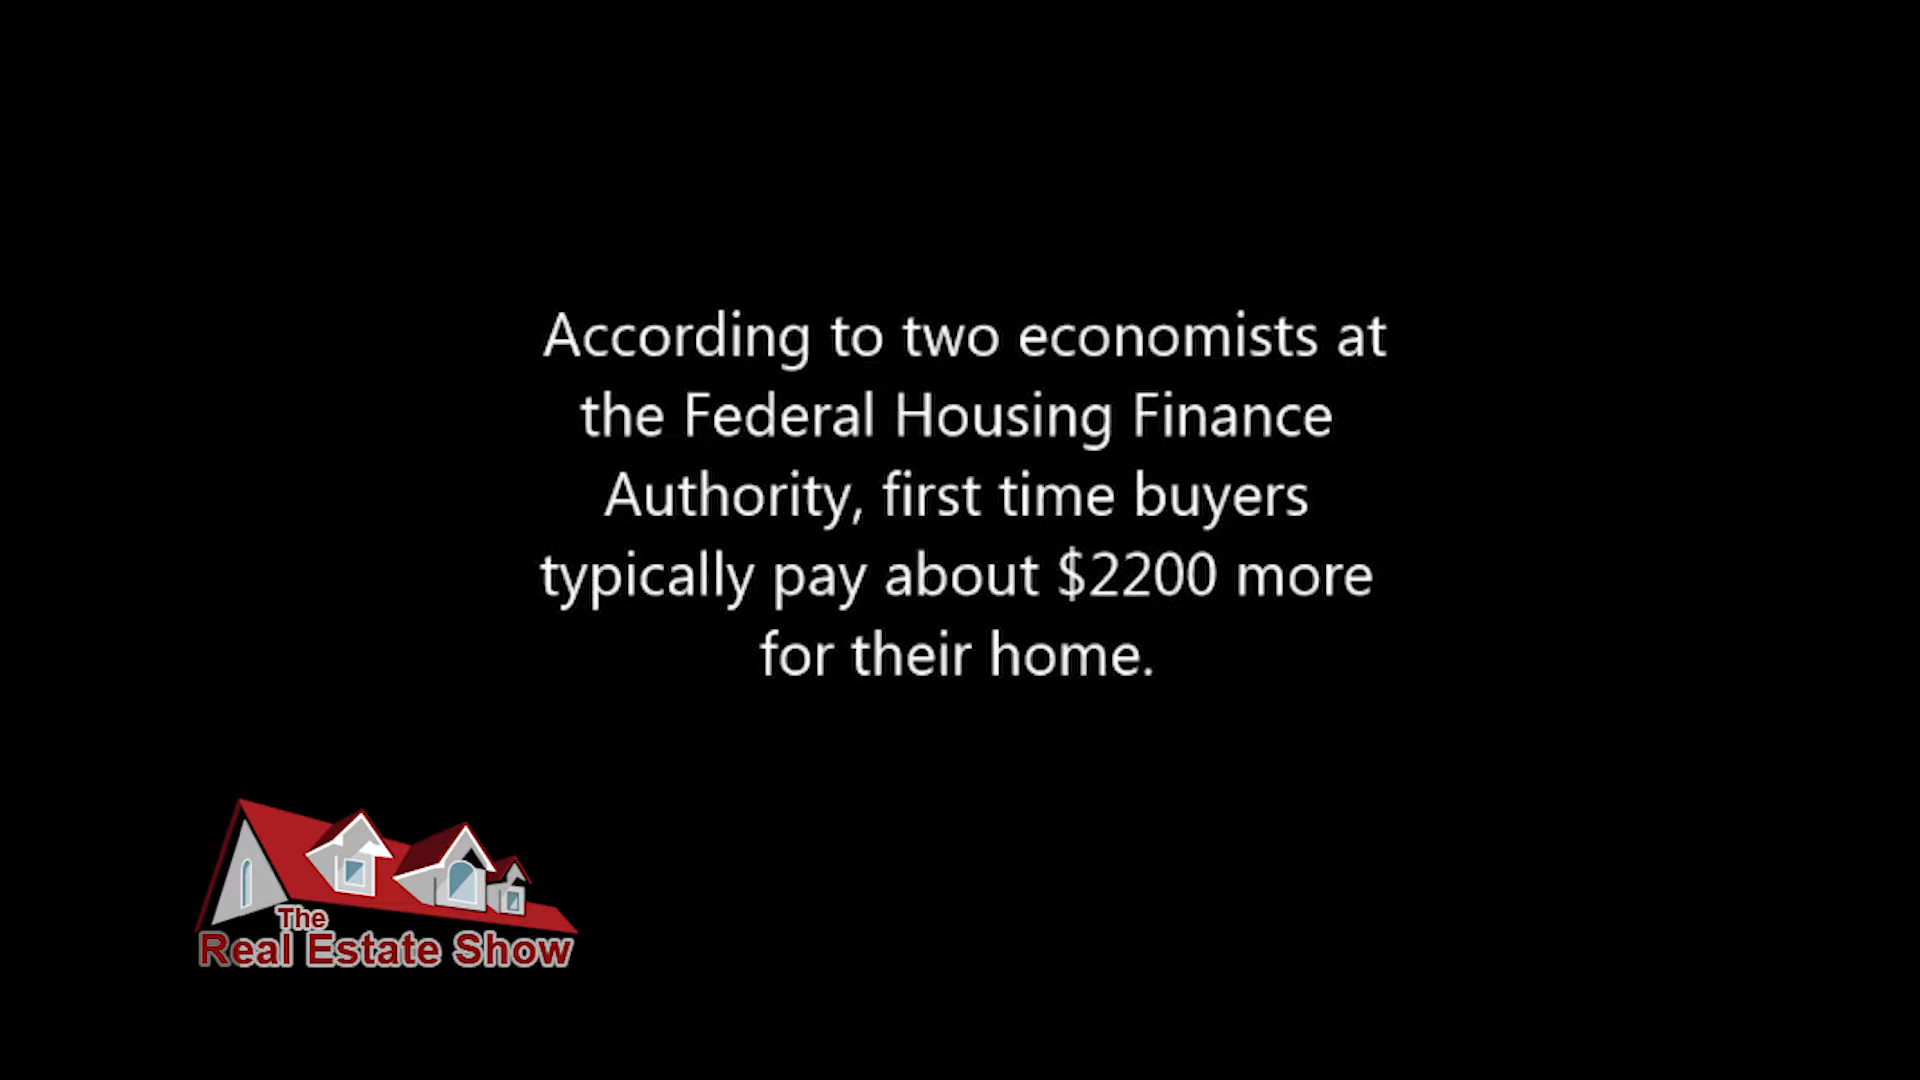 According to two economists at
the Federal Housing Finance
Authority, first time buyers
typically pay about $2200 more
for their home.
The
Real Estate Show